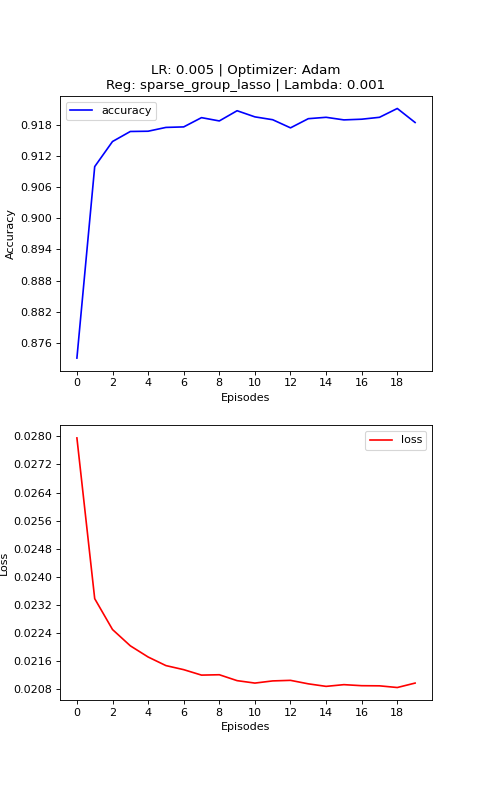 LR: 0.005 | Optimizer: Adam
Reg: sparse_group_lasso | Lambda: 0.001
accuracy
0.918
0.912
0.906
0.900
0.894
0.888
0.882
0.876
Accuracy
0 2 4 6 8 10 12 14 16 18
Episodes
loss
0.0280
0.0272
0.0264
0.0256
0.0248
0.0240
0.0232
0.0224
0.0216
0.0208
Loss
0 2 4 6 8 10 12 14 16 18
Episodes